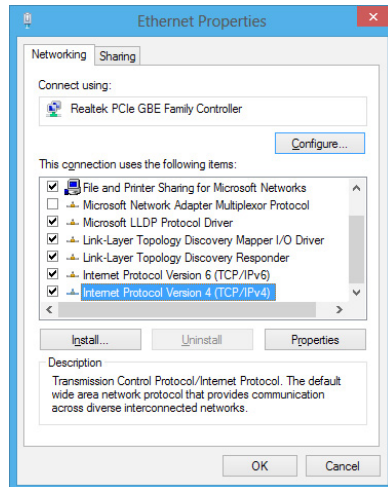 Ethernet Properties
Networking
Sharing
Connect using:
Realtek PCIe GBE Family Controller
Configure...
This connection uses the following items:
File and Printer Sharing for Microsoft Networks
Microsoft Network Adapter Multiplexor Protocol
Microsoft LLDP Protocol Driver
Link-Layer Topology Discovery Mapper I/O Driver
Link-Layer Topology Discovery Responder
Internet Protocol Version 6 (TCP/IPv6)
Internet Protocol Version 4 (TCP/IPv4)
Install...
Uninstall
Properties
Description
Transmission Control Protocol/Internet Protocol. The default
wide area network protocol that provides communication
across diverse interconnected networks.
OK
Cancel